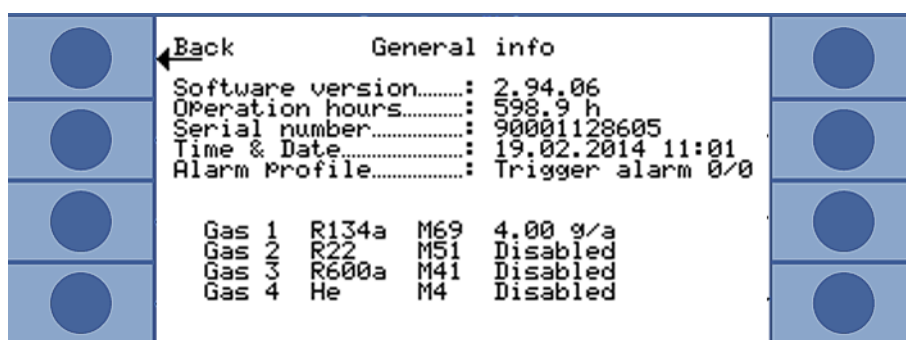 Back General info
Software version........: 2.94.06
Operation hours..........: 598.9 h
Serial number..............: 90001128605
Time & Date..................: 19.02.2014 11:01
Alarm Profile..............: Trigger alarm 0/0
Gas 1 R134a M69 4.00 g/a
Gas 2 R22 M51 Disabled
Gas 3 R600a M41 Disabled
Gas 4 He M4 Disabled